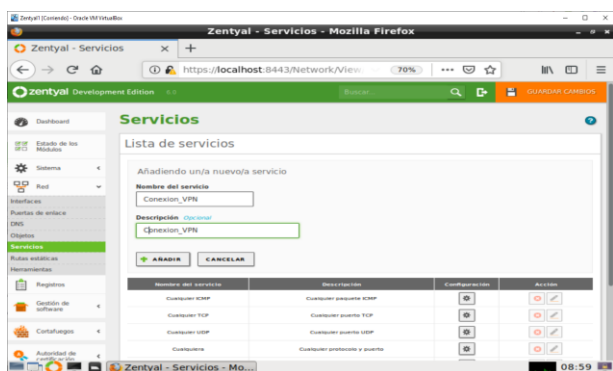 Zentyal1 [Corriendo] - Oracle VM VirtualBox
Zentyal - Servicios - Mozilla Firefox
Zentyal - Servicios
https://localhost:8443/Network/View
70%
zentyal Development Edition
Buscar...
GUARDAR CAMBIOS
Dashboard
Estado de los
Módulos
Sistema
Red
Interfaces
Puertas de enlace
DNS
Objetos
Servicios
Rutas estáticas
Herramientas
Registros
Gestión de
software
Cortafuegos
Autoridad de
certificación
Servicios
Lista de servicios
Añadiendo un/a nuevo/a servicio
Nombre del servicio
Conexion_VPN
Descripción Opcional
Conexion_VPN
AÑADIR
CANCELAR
Nombre del servicio Descripción Configuración Acción
Cualquier ICMP Cualquier paquete ICMP
Cualquier TCP Cualquier puerto TCP
Cualquier UDP Cualquier puerto UDP
Cualquiera Cualquier protocolo y puerto
Zentyal - Servicios - Mo...
08:59